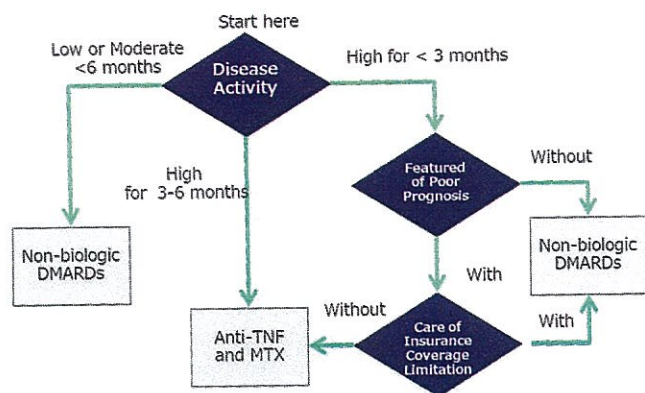 Start here
Low or Moderate
<6 months
Disease
Activity
High for < 3 months
High
for 3-6 months
Featured
of Poor
Prognosis
Without
Non-biologic
DMARDs
Non-biologic
DMARDs
With
Without
Anti-TNF
and MTX
Care of
Insurance
Coverage
Limitation
With